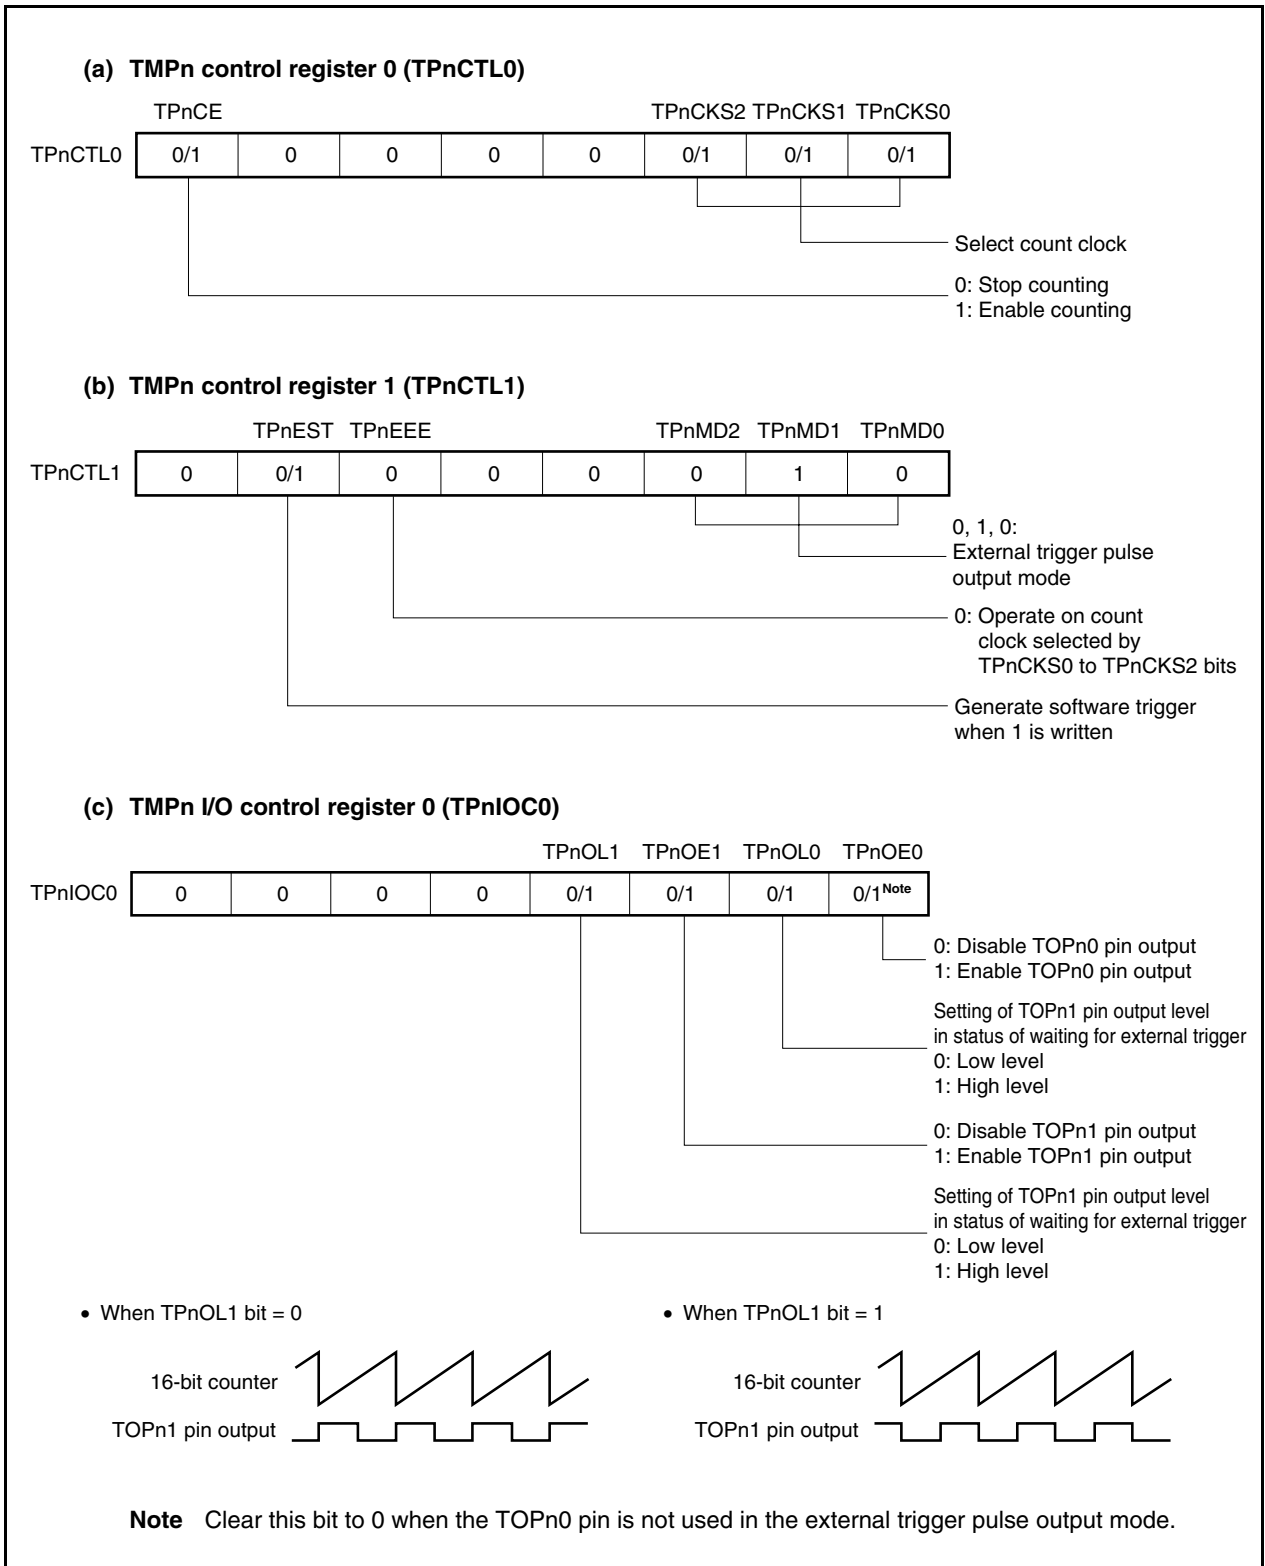 (a) TMPn control register 0 (TPnCTL0)
TPnCE TPnCKS2 TPnCKS1 TPnCKS0
TPnCTL0 0/1 0 0 0 0 0/1 0/1 0/1
Select count clock
0: Stop counting
1: Enable counting
(b) TMPn control register 1 (TPnCTL1)
TPnEST TPnEEE TPnMD2 TPnMD1 TPnMD0
TPnCTL1 0 0/1 0 0 0 0 1 0
0, 1, 0:
External trigger pulse
output mode
0: Operate on count
clock selected by
TPnCKS0 to TPnCKS2 bits
Generate software trigger
when 1 is written
(c) TMPn I/O control register 0 (TPnIOC0)
TPnOL1 TPnOE1 TPnOL0 TPnOE0
TPnIOC0 0 0 0 0 0/1 0/1 0/1 0/1Note
0: Disable TOPn0 pin output
1: Enable TOPn0 pin output
Setting of TOPn1 pin output level
in status of waiting for external trigger
0: Low level
1: High level
0: Disable TOPn1 pin output
1: Enable TOPn1 pin output
Setting of TOPn1 pin output level
in status of waiting for external trigger
0: Low level
1: High level
• When TPnOL1 bit = 0 • When TPnOL1 bit = 1
16-bit counter 16-bit counter
TOPn1 pin output TOPn1 pin output
Note Clear this bit to 0 when the TOPn0 pin is not used in the external trigger pulse output mode.